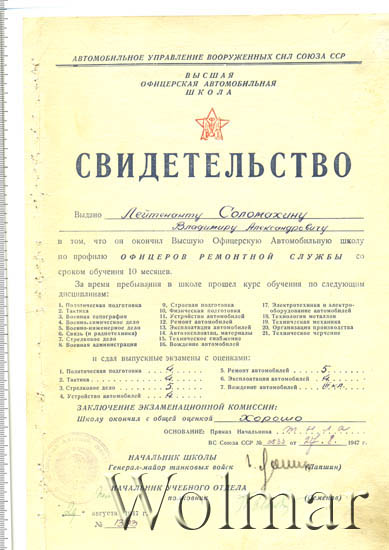 АВТОМОБИЛЬНОЕ УПРАВЛЕНИЕ ВООРУЖЕННЫХ СИЛ СОЮЗА ССР
ВЫСШАЯ
ОФИЦЕРСКАЯ АВТОМОБИЛЬНАЯ
ШКОЛА
СВИДЕТЕЛЬСТВО
Выдано Лейтенанту Соломахину
Владимиру Александровичу
в том, что он окончил Высшую Офицерскую Автомобильную школу
по профилю ОФИЦЕРОВ РЕМОНТНОЙ СЛУЖБЫ со
сроком обучения 10 месяцев.
За время пребывания в школе прошел курс обучения по следующим
дисциплинам:
1. Политическая подготовка
2. Тактика
3. Военная топография
4. Военно-химическое дело
5. Военно-инженерное дело
6. Связь (и радиотехника)
7. Стрелковое дело
8. Военная администрация
9. Строевая подготовка
10. Физическая подготовка
11. Устройство автомобилей
12. Ремонт автомобилей
13. Эксплоатация автомобилей
14. Автотопливо, материалы
15. Техническое снабжение
16. Вождение автомобилей
17. Электротехника и электро-
оборудование автомобилей
18. Технология металлов
19. Техническая механика
20. Организация производства
21. Техническое черчение
и сдал выпускные экзамены с оценками:
1. Политическая подготовка 4
2. Тактика 4
3. Стрелковое дело 5
4. Устройство автомобилей 4
5. Ремонт автомобилей 5
6. Эксплоатация автомобилей 4
7. Вождение автомобилей
ЗАКЛЮЧЕНИЕ ЭКЗАМЕНАЦИОННОЙ КОМИССИИ:
Школу окончил с общей оценкой Хорошо
ОСНОВАНИЕ: Приказ Начальника
ВС Союза ССР № от 1947 г.
НАЧАЛЬНИК ШКОЛЫ
Генерал-майор танковых войск (Лапшин)
НАЧАЛЬНИК УЧЕБНОГО ОТДЕЛА
полковник
августа 1947 г.
№
Wolmar